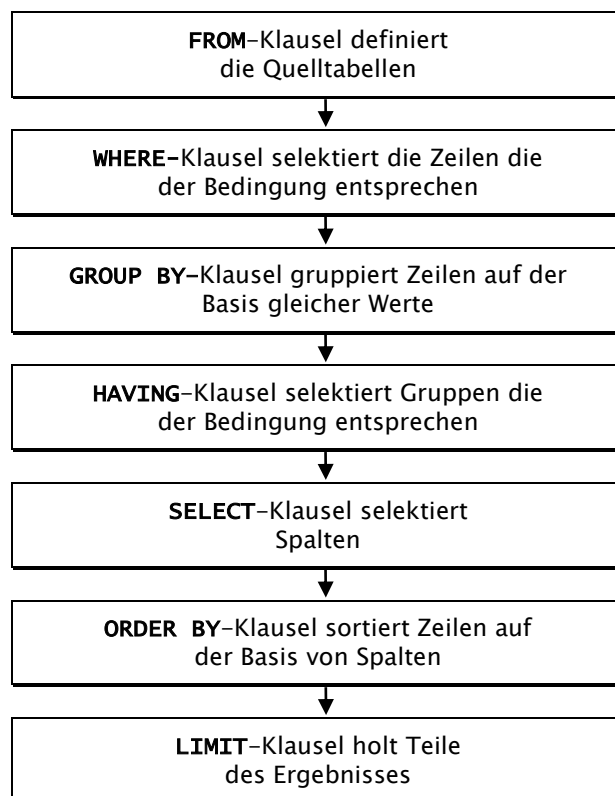 FROM-Klausel definiert
die Quelltabellen
WHERE-Klausel selektiert die Zeilen die
der Bedingung entsprechen
GROUP BY-Klausel gruppiert Zeilen auf der
Basis gleicher Werte
HAVING-Klausel selektiert Gruppen die
der Bedingung entsprechen
SELECT-Klausel selektiert
Spalten
ORDER BY-Klausel sortiert Zeilen auf
der Basis von Spalten
LIMIT-Klausel holt Teile
des Ergebnisses